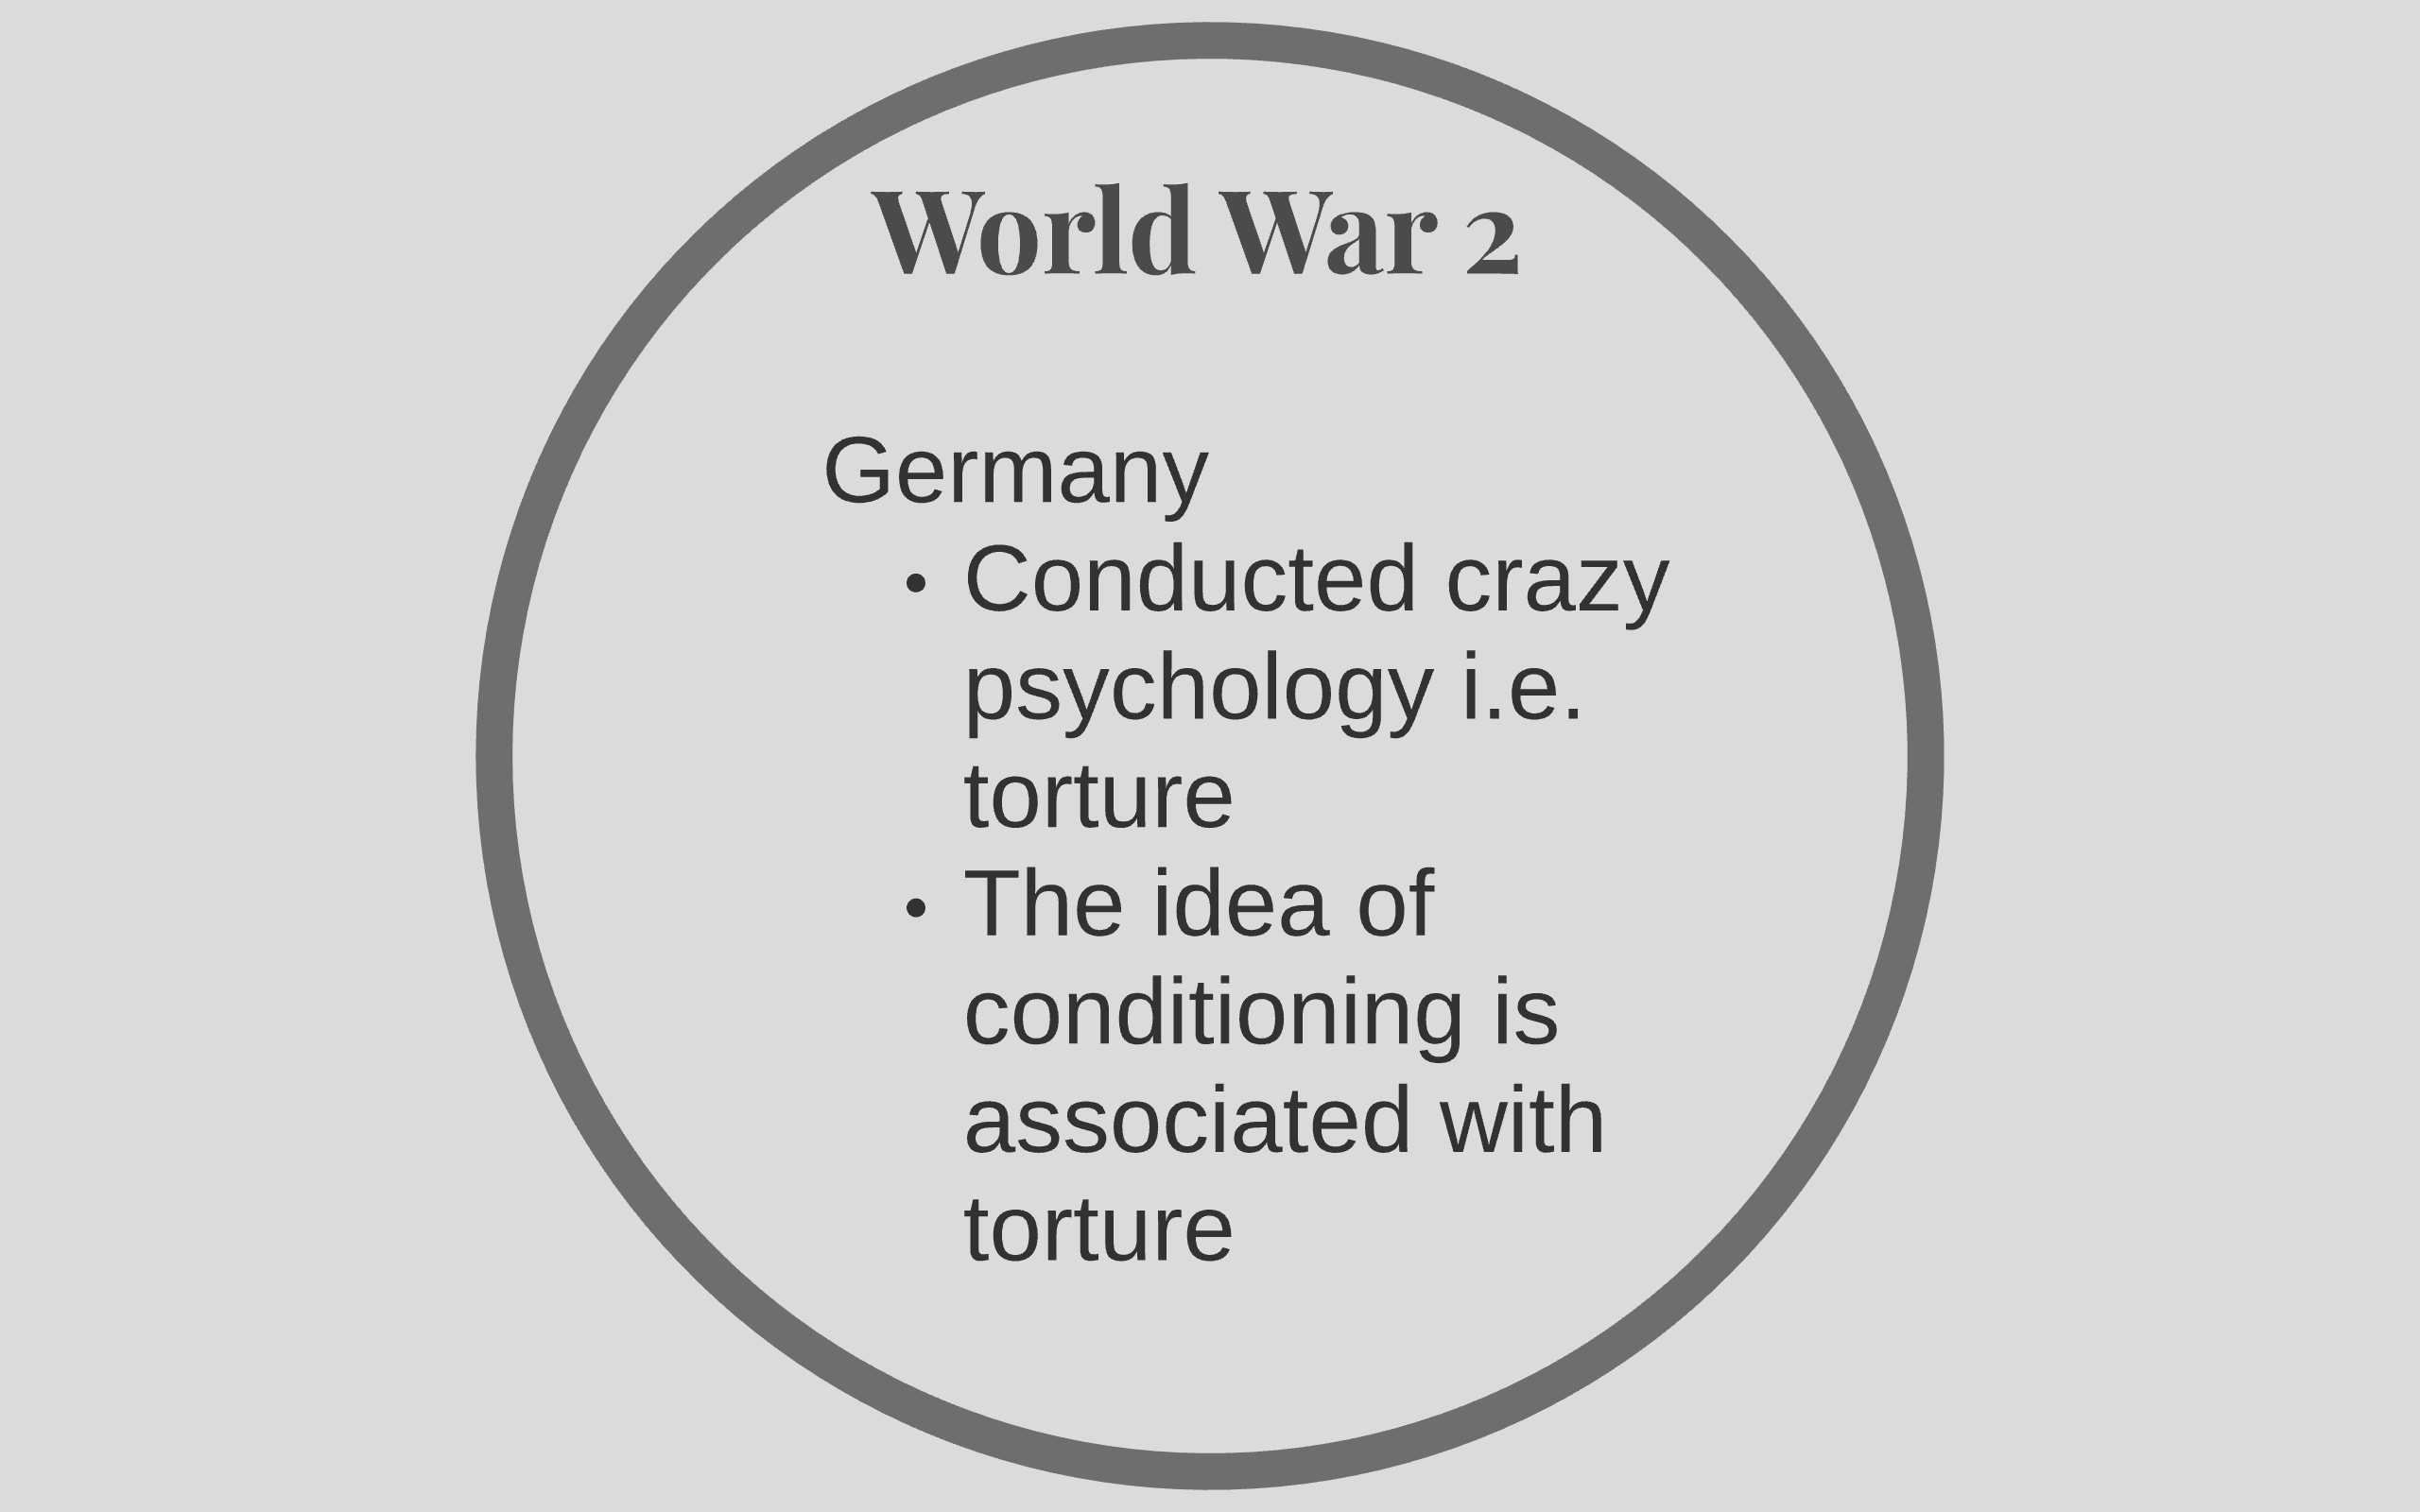 World War 2
Germany
• Conducted crazy
psychology i.e.
torture
• The idea of
conditioning is
associated with
torture